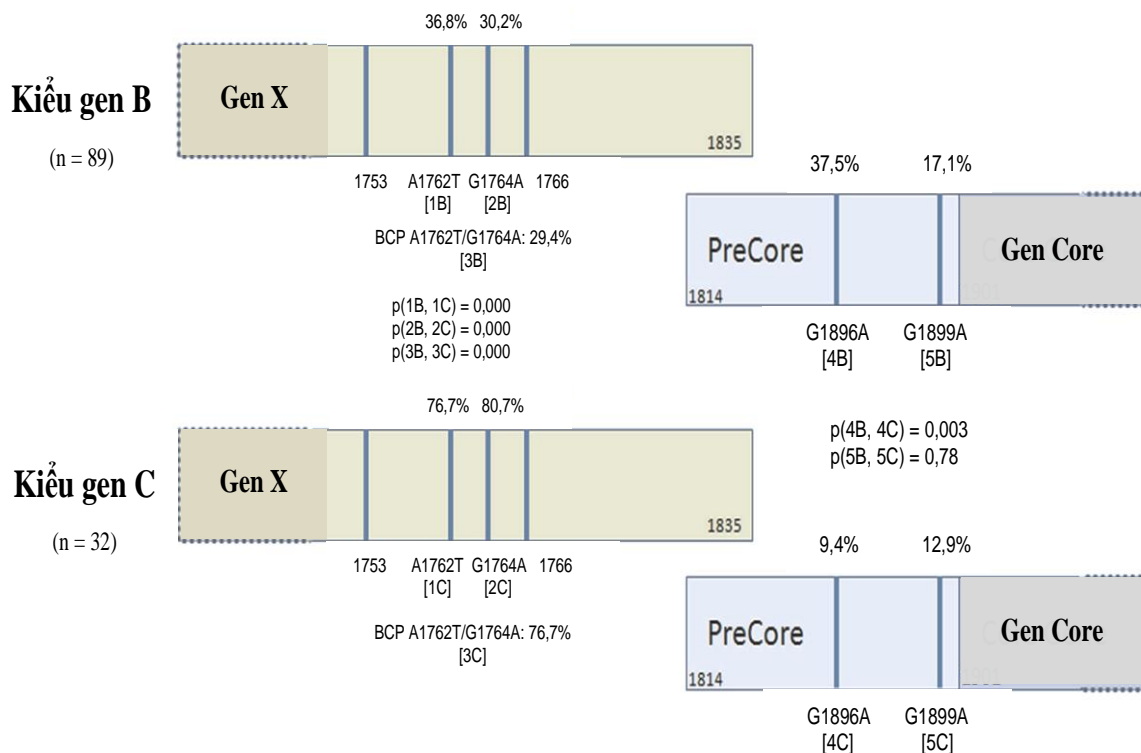 36,8% 30,2%
Kiểu gen B
(n = 89)
Gen X
1835
1753 A1762T G1764A 1766
[1B] [2B]
BCP A1762T/G1764A: 29,4%
[3B]
37,5% 17,1%
PreCore
Gen Core
1814
1901
G1896A G1899A
[4B] [5B]
p(1B, 1C) = 0,000
p(2B, 2C) = 0,000
p(3B, 3C) = 0,000
76,7% 80,7%
p(4B, 4C) = 0,003
p(5B, 5C) = 0,78
Kiểu gen C
(n = 32)
Gen X
1835
1753 A1762T G1764A 1766
[1C] [2C]
BCP A1762T/G1764A: 76,7%
[3C]
9,4% 12,9%
PreCore
Gen Core
1814
1901
G1896A G1899A
[4C] [5C]